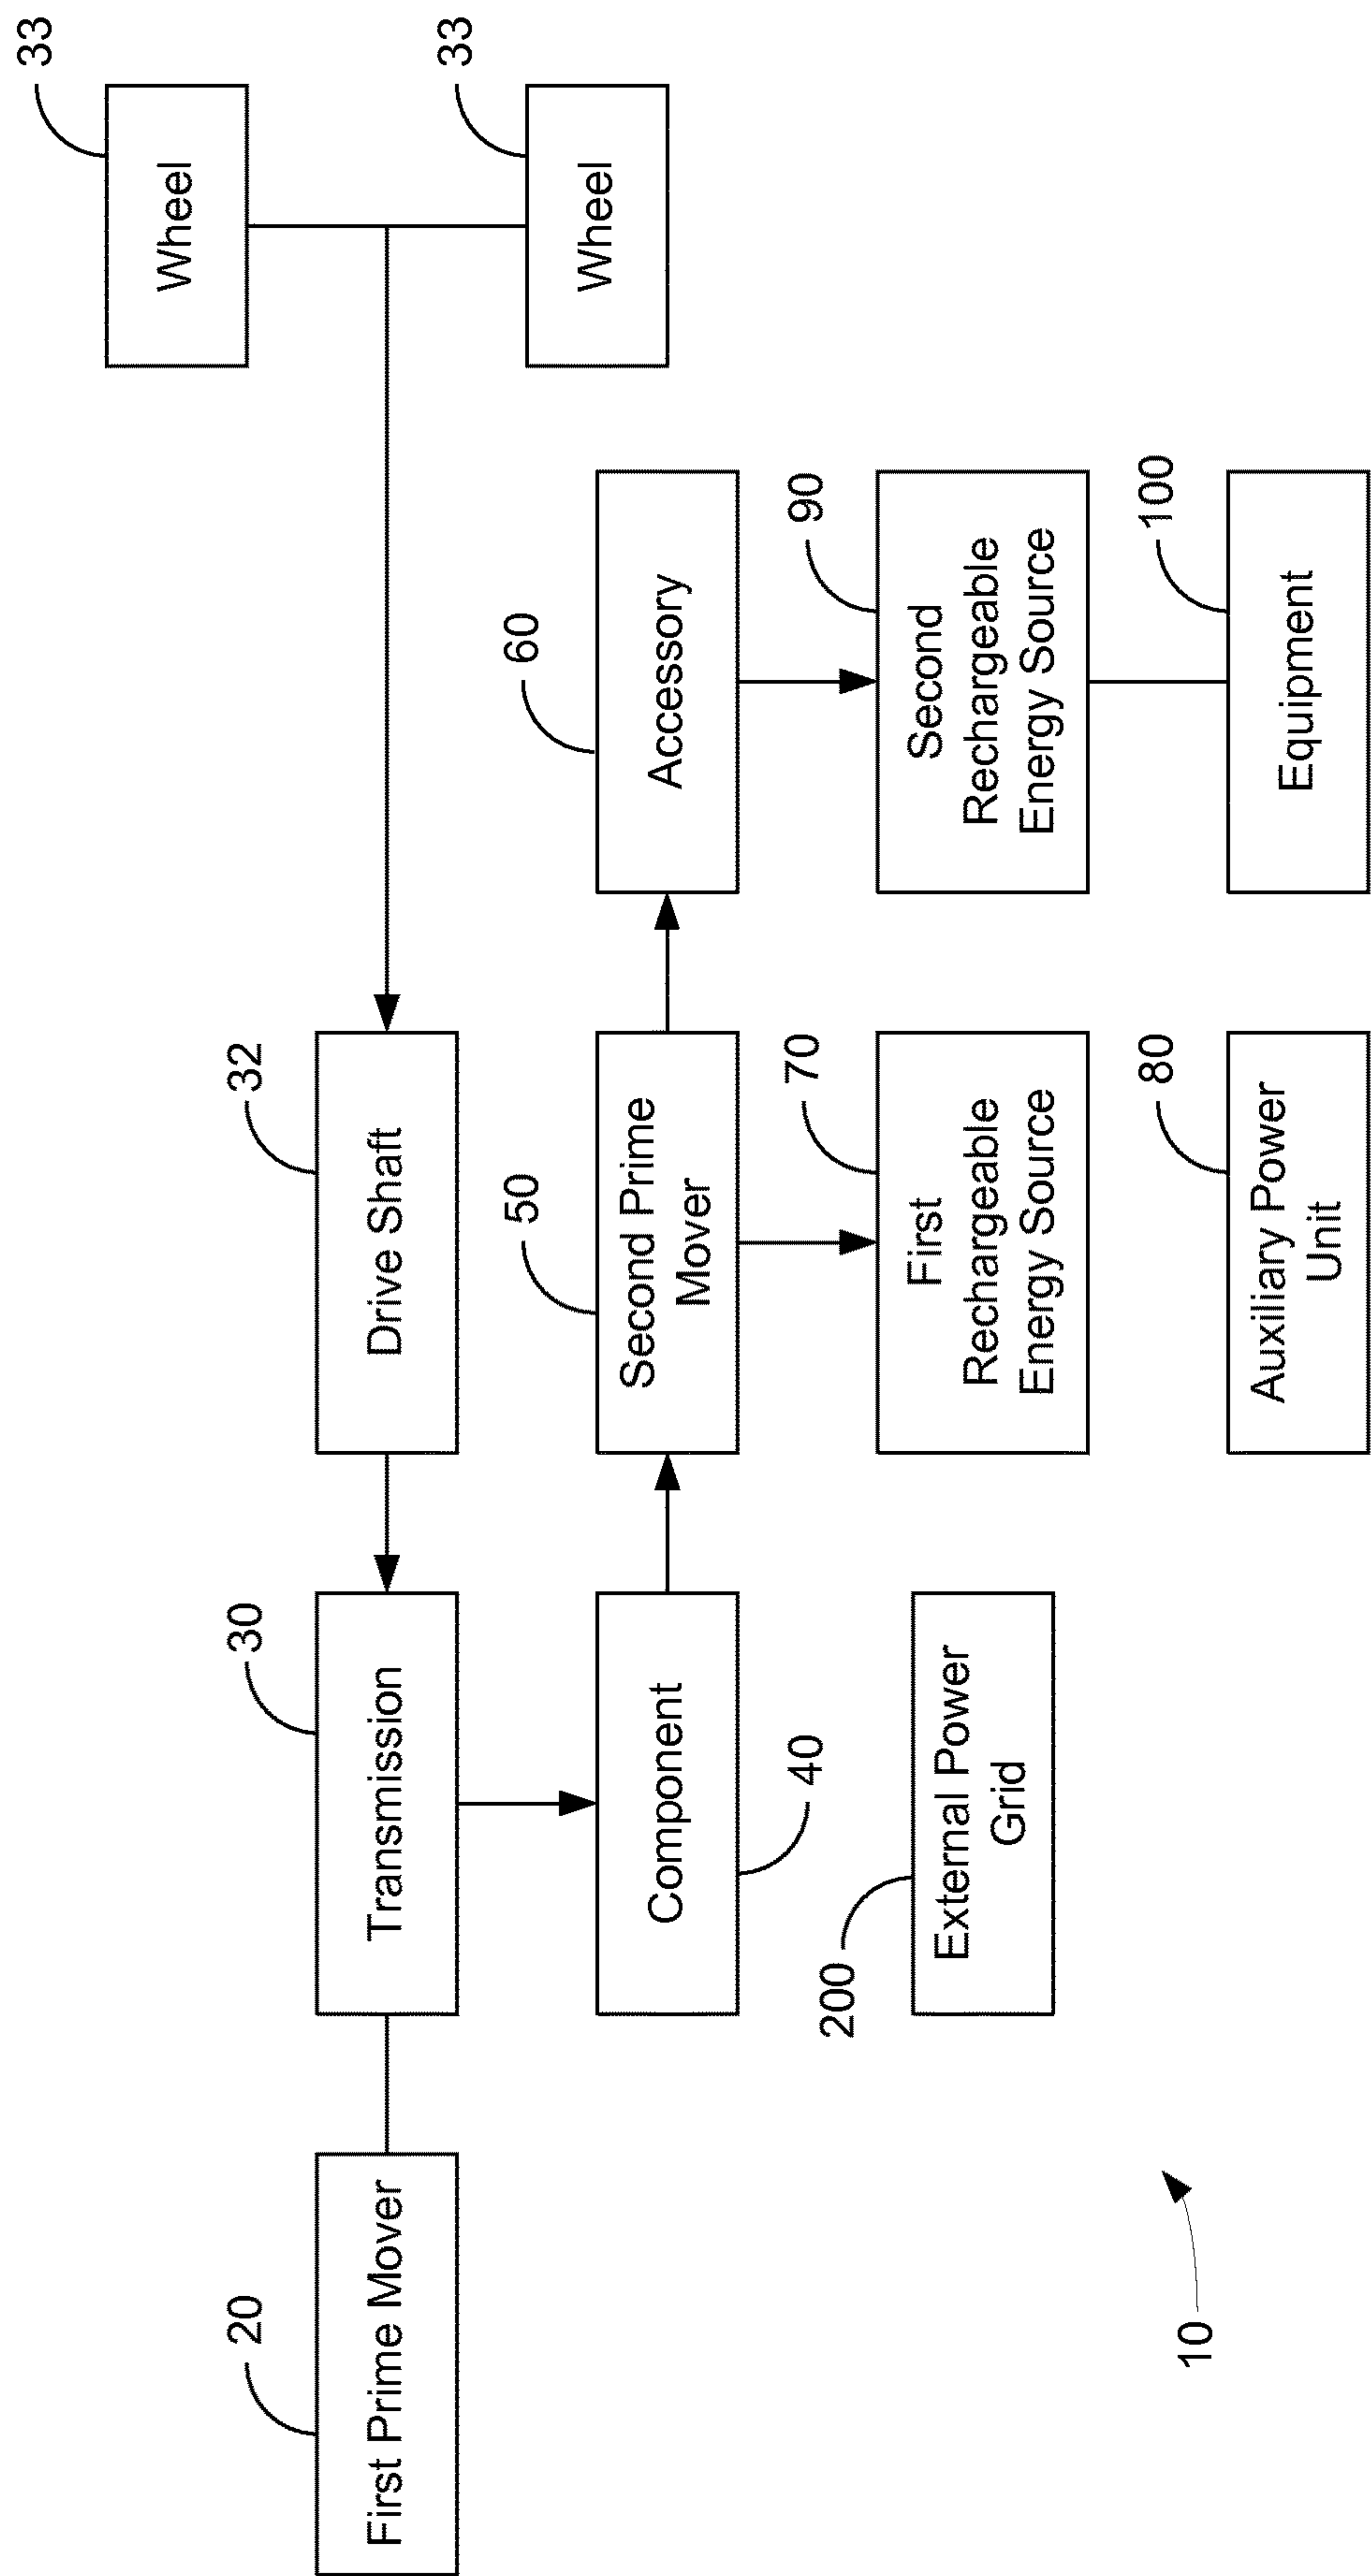 33
Wheel
33
Wheel
20
First Prime Mover
30
Transmission
32
Drive Shaft
40
Component
50
Second Prime
Mover
60
Accessory
200
External Power
Grid
70
First
Rechargeable
Energy Source
90
Second
Rechargeable
Energy Source
80
Auxiliary Power
Unit
100
Equipment
10